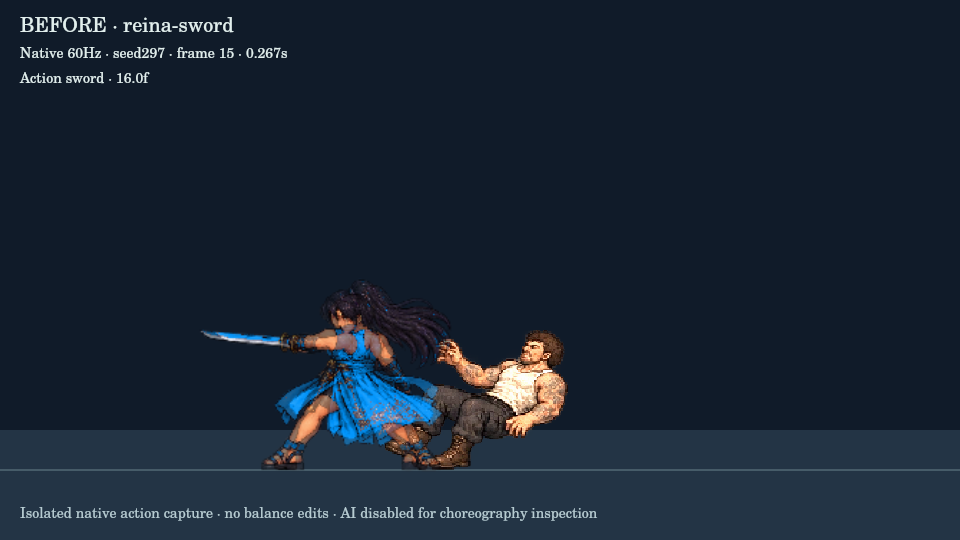 BEFORE · reina-sword
Native 60Hz · seed297 · frame 15 · 0.267s
Action sword · 16.0f
Isolated native action capture · no balance edits · AI disabled for choreography inspection